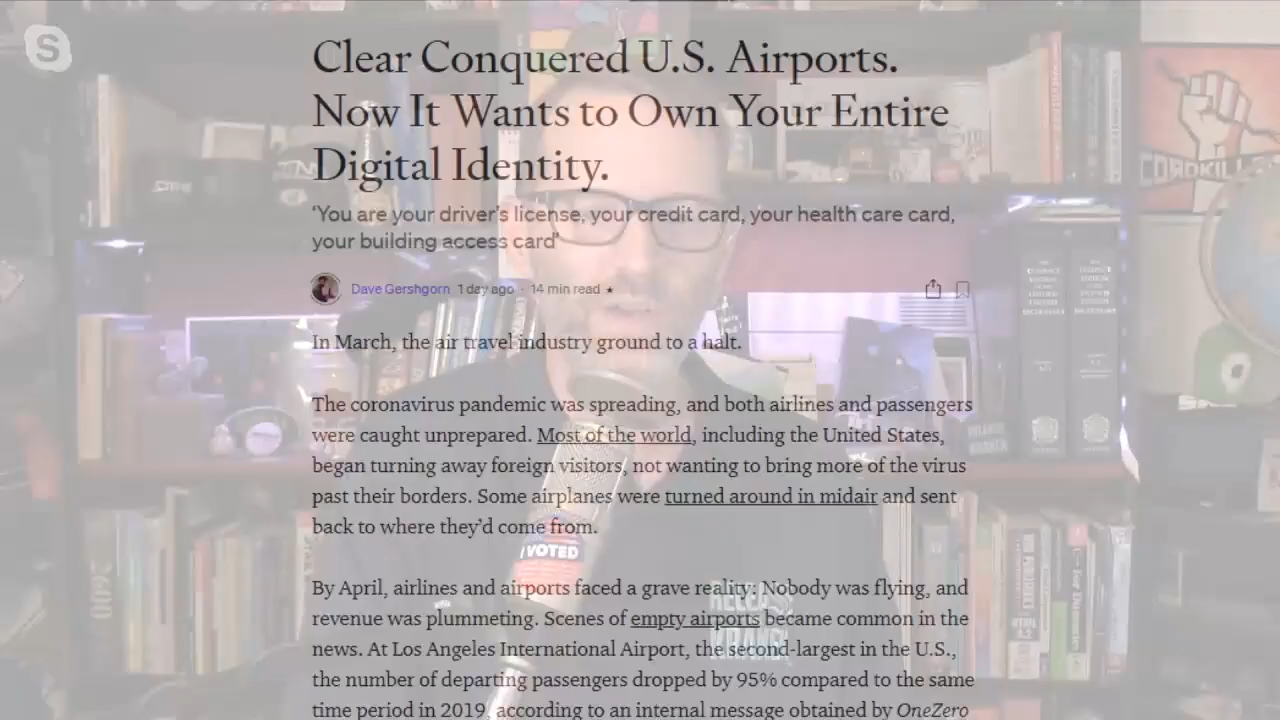 S
Clear Conquered U.S. Airports.
Now It Wants to Own Your Entire
Digital Identity.
'You are your driver's license, your credit card, your health care card,
your building access card'
Dave Gershgorn 1 day ago · 14 min read ★
In March, the air travel industry ground to a halt.
The coronavirus pandemic was spreading, and both airlines and passengers
were caught unprepared. Most of the world, including the United States,
began turning away foreign visitors, not wanting to bring more of the virus
past their borders. Some airplanes were turned around in midair and sent
back to where they'd come from.
I VOTED
By April, airlines and airports faced a grave reality: Nobody was flying, and
revenue was plummeting. Scenes of empty airports became common in the
news. At Los Angeles International Airport, the second-largest in the U.S.,
the number of departing passengers dropped by 95% compared to the same
time period in 2019, according to an internal message obtained by OneZero
2600